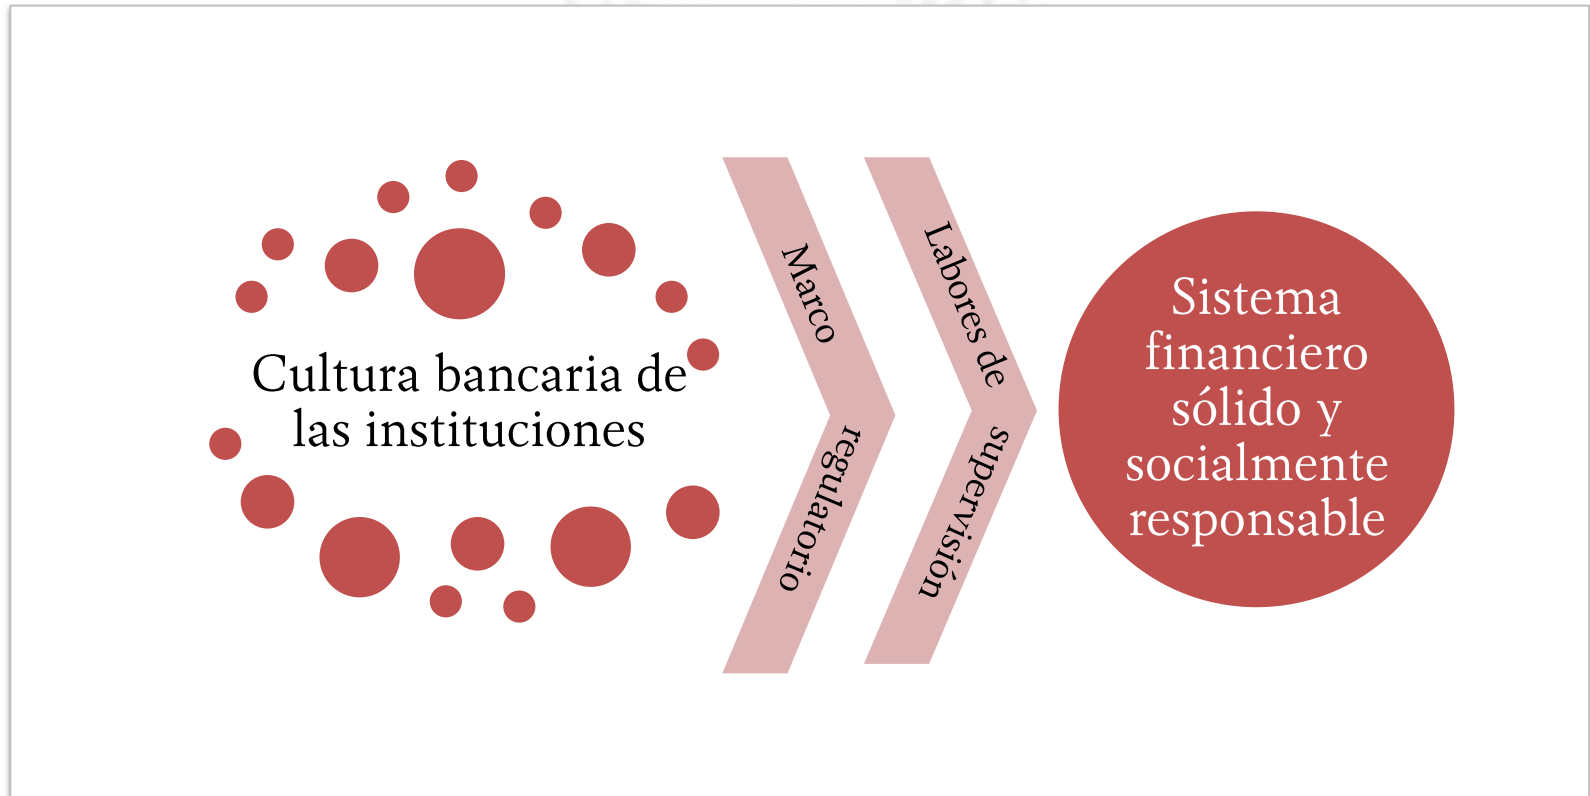 Cultura bancaria de
las instituciones
Marco
regulatorio
Labores de
supervisión
Sistema
financiero
sólido y
socialmente
responsable